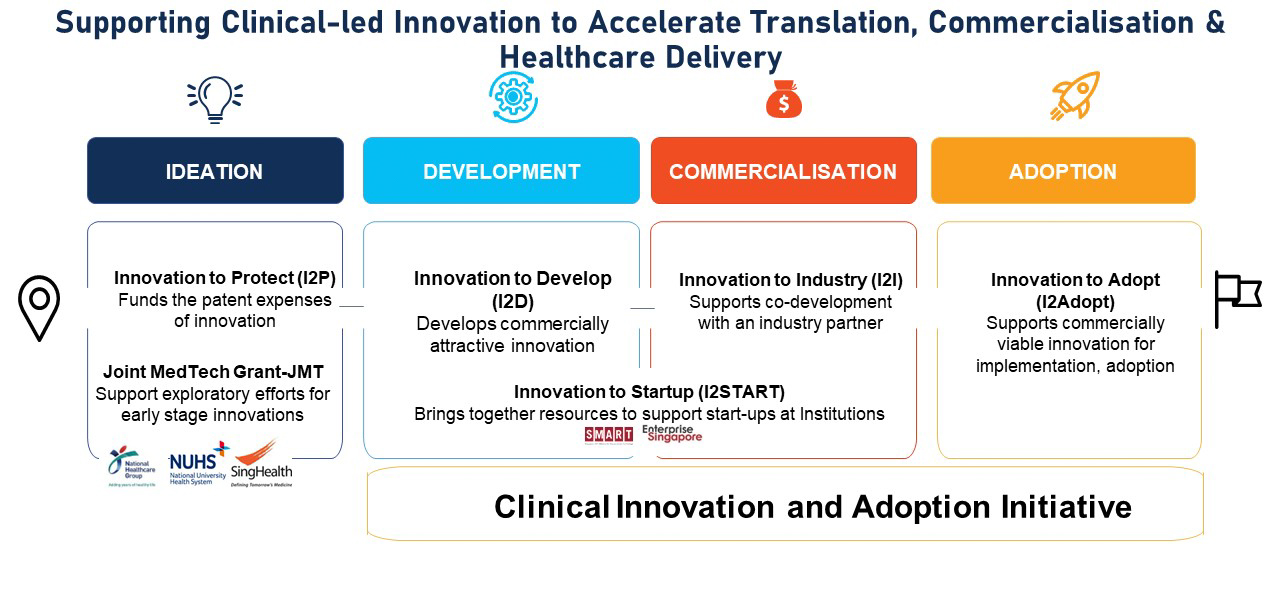 Supporting Clinical-led Innovation to Accelerate Translation, Commercialisation &
Healthcare Delivery
$
IDEATION
DEVELOPMENT
COMMERCIALISATION
ADOPTION
Innovation to Protect (I2P)
Funds the patent expenses
of innovation
Joint MedTech Grant-JMT
Support exploratory efforts for
early stage innovations
National
Healthcare
Group
Adding years of healthy life
NUHS
National University
Health System
SingHealth
Defining Tomorrow's Medicine
Innovation to Develop
(I2D)
Develops commercially
attractive innovation
Innovation to Industry (I2I)
Supports co-development
with an industry partner
Innovation to Startup (I2START)
Brings together resources to support start-ups at Institutions
SMART
Enterprise
Singapore
Innovation to Adopt
(I2Adopt)
Supports commercially
viable innovation for
implementation, adoption
Clinical Innovation and Adoption Initiative